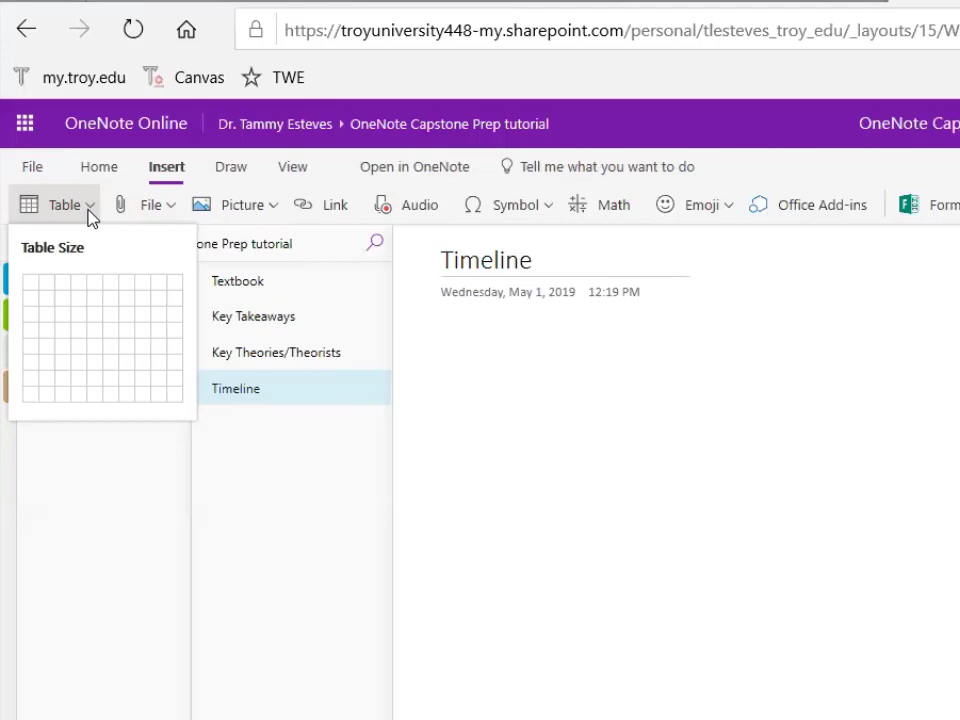 https://troyuniversity448-my.sharepoint.com/personal/tlesteves_troy_edu/_layouts/15/W
my.troy.edu Canvas TWE
OneNote Online Dr. Tammy Esteves OneNote Capstone Prep tutorial OneNote Cap
File Home Insert Draw View Open in OneNote Tell me what you want to do
Table File Picture Link Audio Symbol Math Emoji Office Add-ins Form
Table Size
one Prep tutorial
Textbook
Key Takeaways
Key Theories/Theorists
Timeline
Timeline
Wednesday, May 1, 2019 12:19 PM